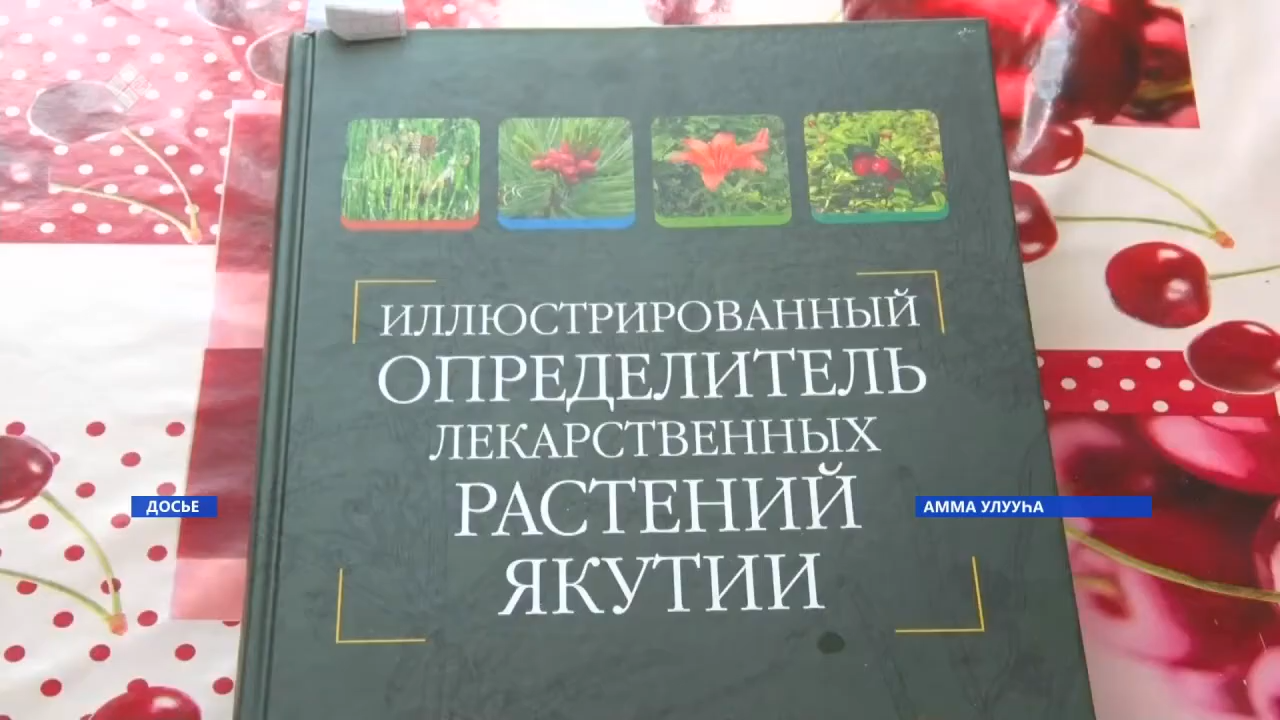 ИЛЛЮСТРИРОВАННЫЙ
ОПРЕДЕЛИТЕЛЬ
ЛЕКАРСТВЕННЫХ
РАСТЕНИЙ
ЯКУТИИ
ДОСЬЕ
АММА УЛУУҺА